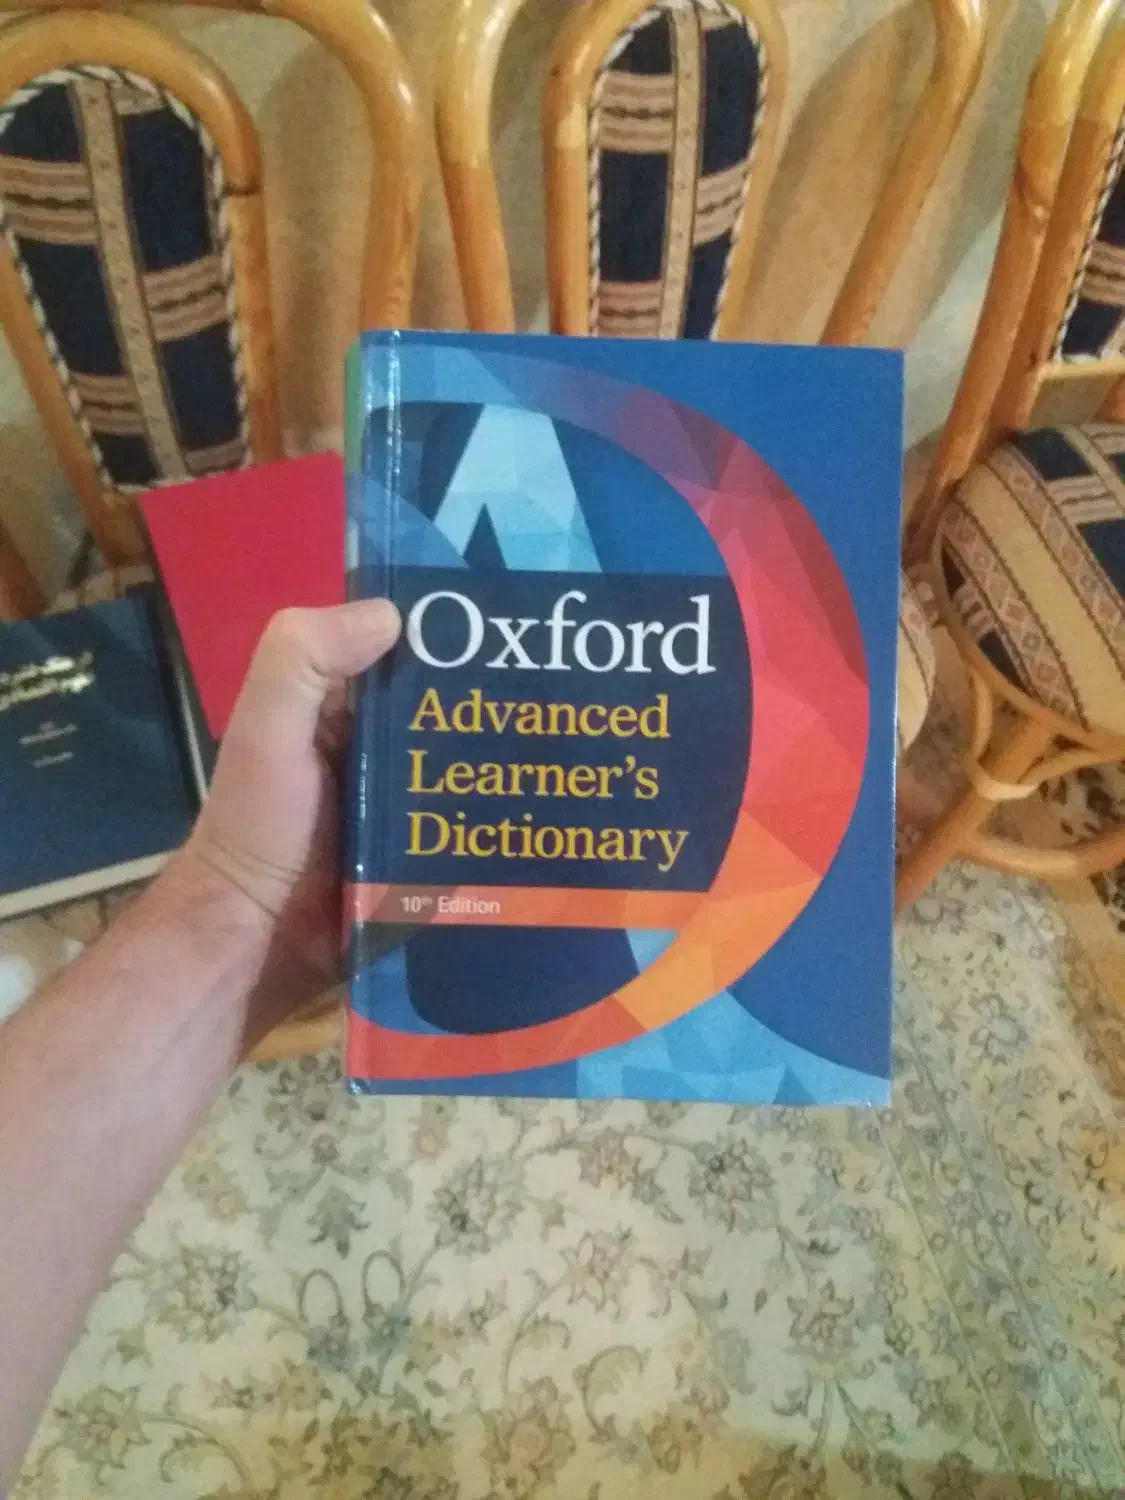 Oxford
Advanced
Learner's
Dictionary
10th Edition